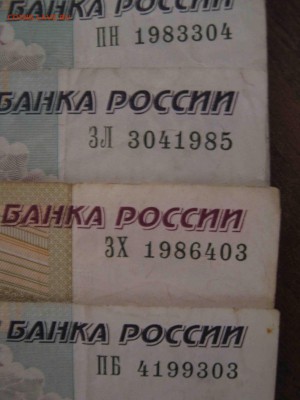 БАНКА РОССИИ
ПН 1983304
БАНКА РОССИИ
ЗЛ 3041985
БАНКА РОССИИ
ЗХ 1986403
БАНКА РОССИИ
ПБ 4199303